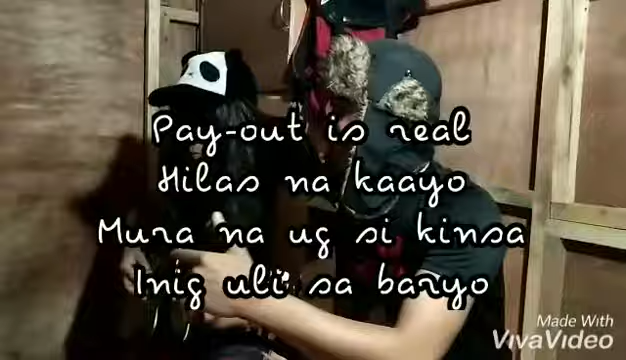 Pay-out is real
Hilas na kaayo
Mura na ug si kinsa
Inig uli sa baryo
Made With
VivaVideo